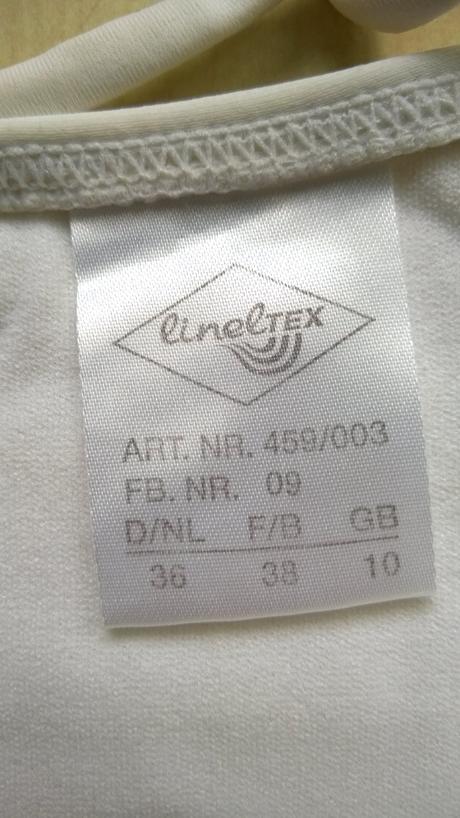 linelTEX
ART. NR. 459/003
FB. NR. 09
D/NL F/B GB
36 38 10